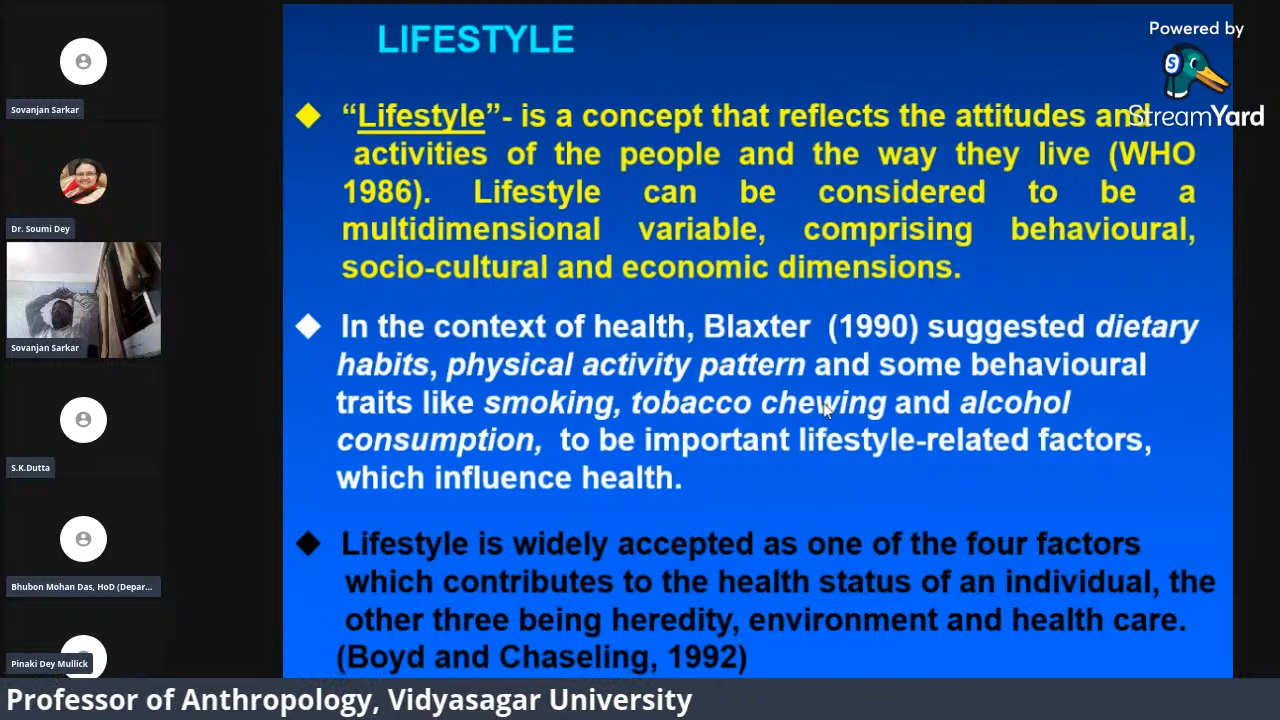 LIFESTYLE
Powered by
StreamYard
“Lifestyle”- is a concept that reflects the attitudes and
activities of the people and the way they live (WHO
1986). Lifestyle can be considered to be a
multidimensional variable, comprising behavioural,
socio-cultural and economic dimensions.
In the context of health, Blaxter (1990) suggested dietary
habits, physical activity pattern and some behavioural
traits like smoking, tobacco chewing and alcohol
consumption, to be important lifestyle-related factors,
which influence health.
Lifestyle is widely accepted as one of the four factors
which contributes to the health status of an individual, the
other three being heredity, environment and health care.
(Boyd and Chaseling, 1992)
Sovanjan Sarkar
Dr. Soumi Dey
Sovanjan Sarkar
S.K.Dutta
Bhubon Mohan Das, HoD (Depar...
Pinaki Dey Mullick
Professor of Anthropology, Vidyasagar University